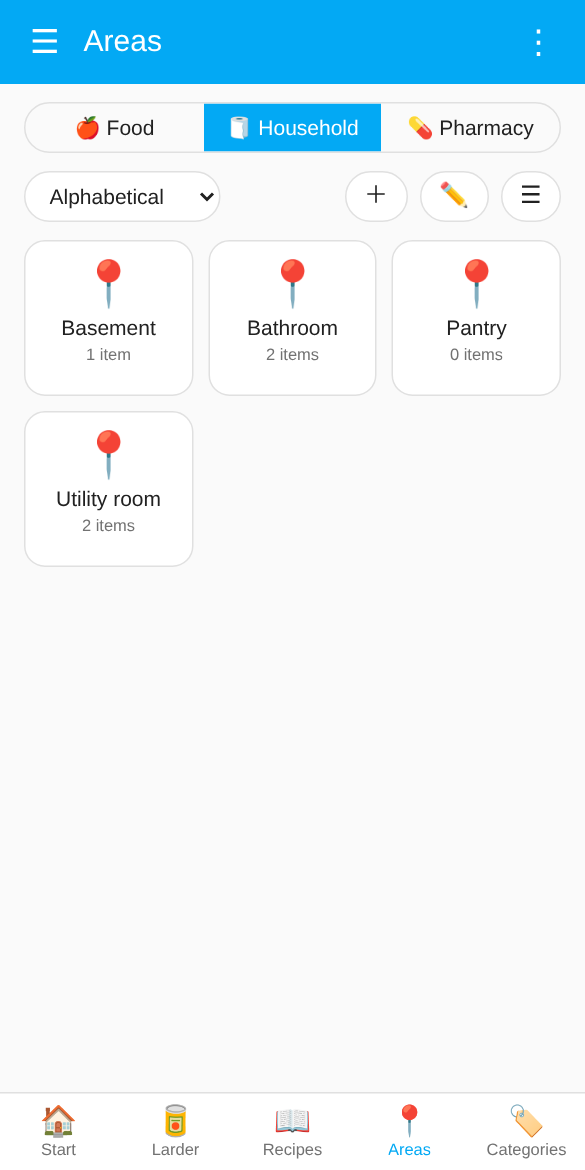 Areas
Food
Household
Pharmacy
Alphabetical
Basement
1 item
Bathroom
2 items
Pantry
0 items
Utility room
2 items
Start
Larder
Recipes
Areas
Categories